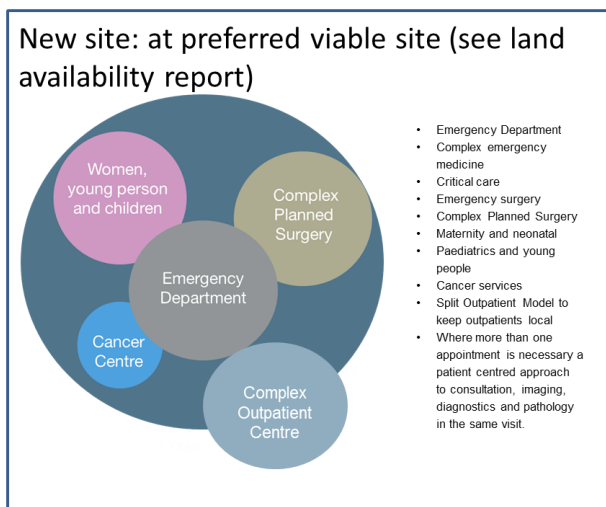 New site: at preferred viable site (see land
availability report)
Women,
young person
and children
Complex
Planned
Surgery
Emergency
Department
Cancer
Centre
Complex
Outpatient
Centre
• Emergency Department
• Complex emergency
medicine
• Critical care
• Emergency surgery
• Complex Planned Surgery
• Maternity and neonatal
• Paediatrics and young
people
• Cancer services
• Split Outpatient Model to
keep outpatients local
• Where more than one
appointment is necessary a
patient centred approach
to consultation, imaging,
diagnostics and pathology
in the same visit.